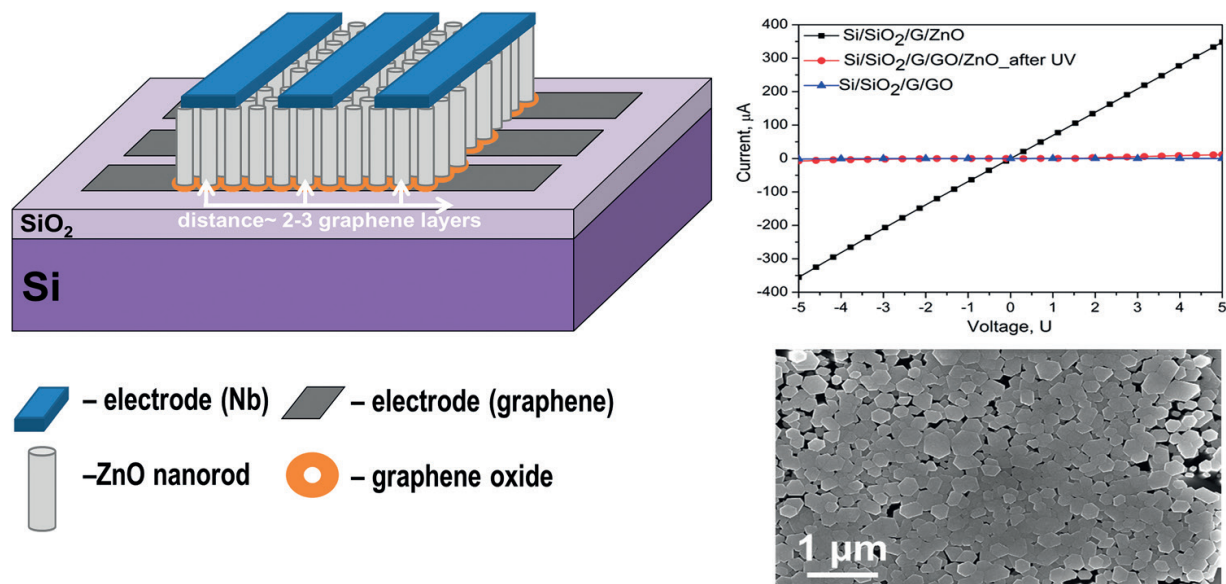 distance~ 2-3 graphene layers
SiO₂
Si
– electrode (Nb)
– electrode (graphene)
–ZnO nanorod
– graphene oxide
400
300
200
100
0
-100
-200
-300
-400
Current, μA
Si/SiO₂/G/ZnO
Si/SiO₂/G/GO/ZnO_after UV
Si/SiO₂/G/GO
-5 -4 -3 -2 -1 0 1 2 3 4 5
Voltage, U
1 μm